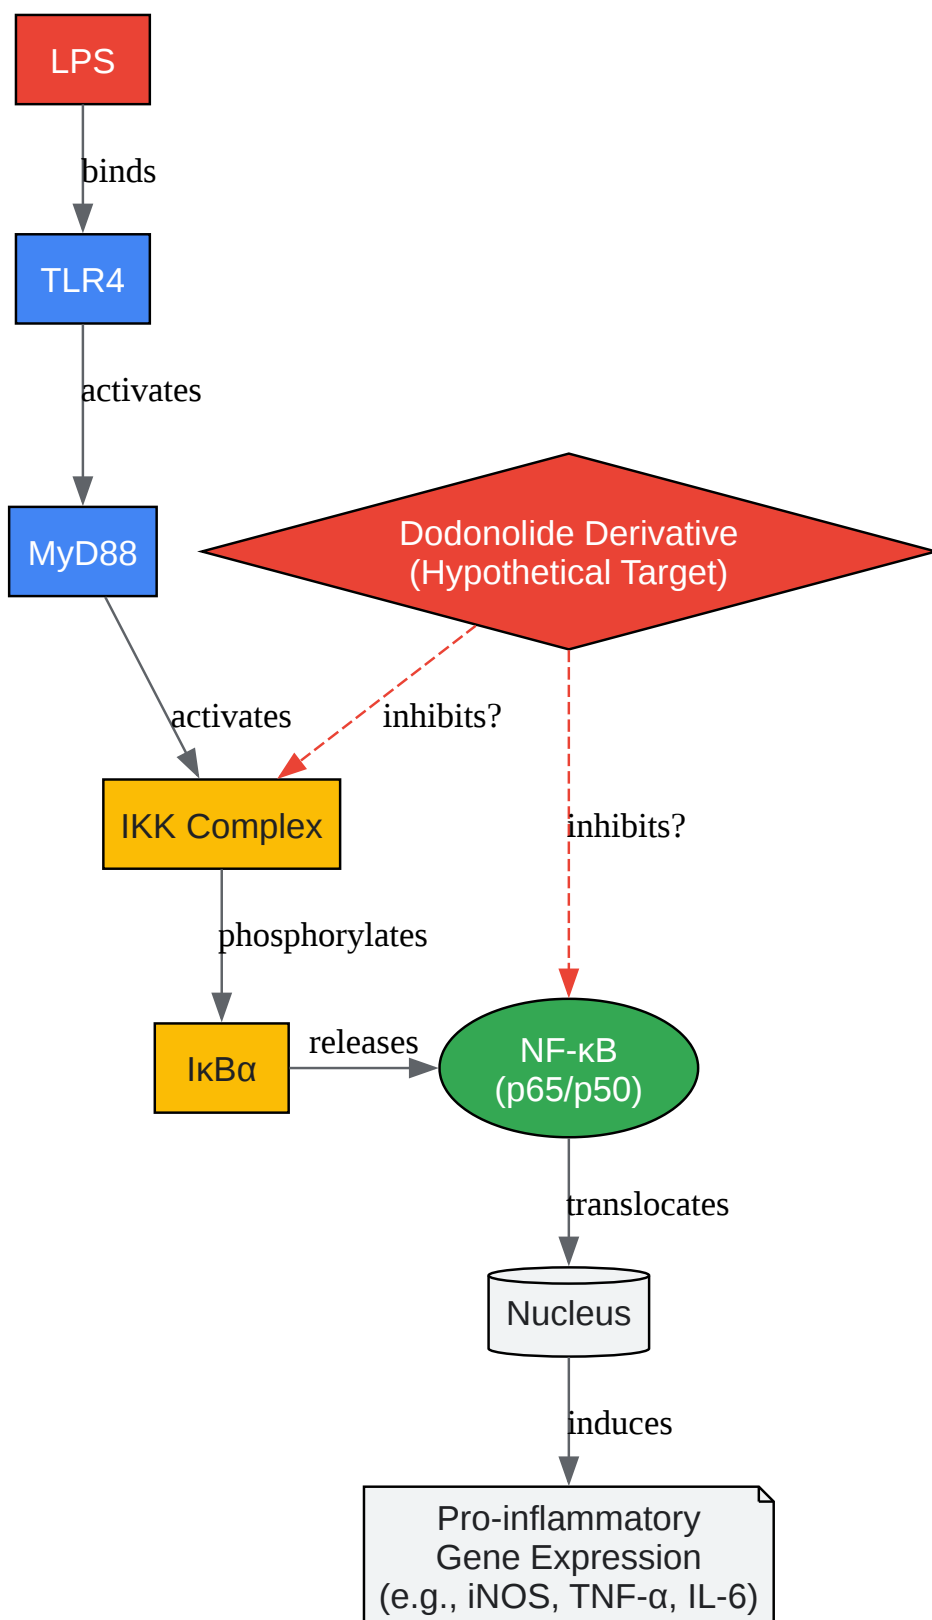 LPS
binds
TLR4
activates
MyD88
Dodonolide Derivative
(Hypothetical Target)
activates
inhibits?
IKK Complex
inhibits?
phosphorylates
IκBα
releases
NF-κB
(p65/p50)
translocates
Nucleus
induces
Pro-inflammatory
Gene Expression
(e.g., iNOS, TNF-α, IL-6)